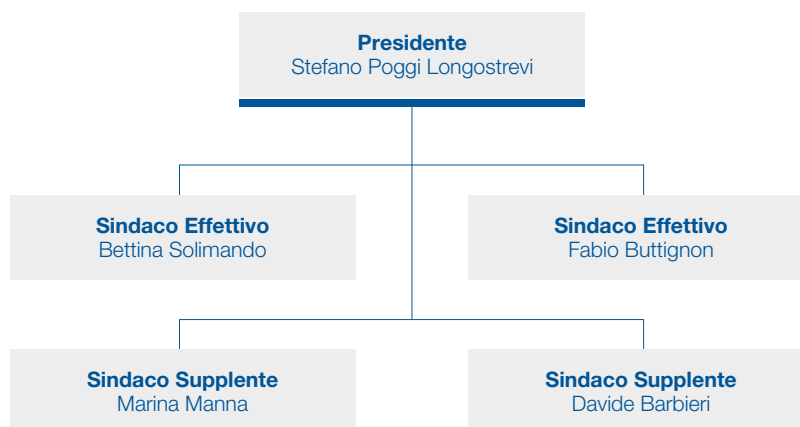 Presidente
Stefano Poggi Longostrevi
Sindaco Effettivo
Bettina Solimando
Sindaco Effettivo
Fabio Buttignon
Sindaco Supplente
Marina Manna
Sindaco Supplente
Davide Barbieri